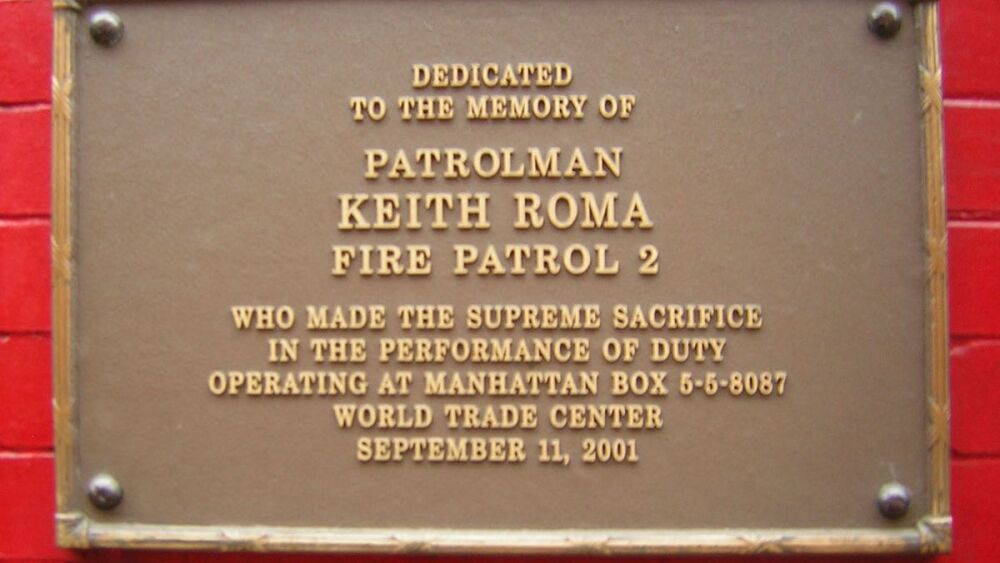 DEDICATED
TO THE MEMORY OF
PATROLMAN
KEITH ROMA
FIRE PATROL 2
WHO MADE THE SUPREME SACRIFICE
IN THE PERFORMANCE OF DUTY
OPERATING AT MANHATTAN BOX 5-5-8087
WORLD TRADE CENTER
SEPTEMBER 11, 2001